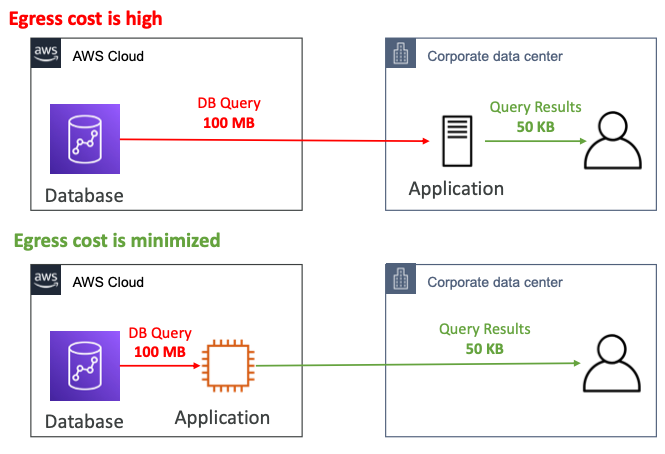 Egress cost is high
aws
AWS Cloud
Corporate data center
DB Query
100 MB
Query Results
50 KB
Database
Application
Egress cost is minimized
aws
AWS Cloud
Corporate data center
DB Query
100 MB
Query Results
50 KB
Database
Application